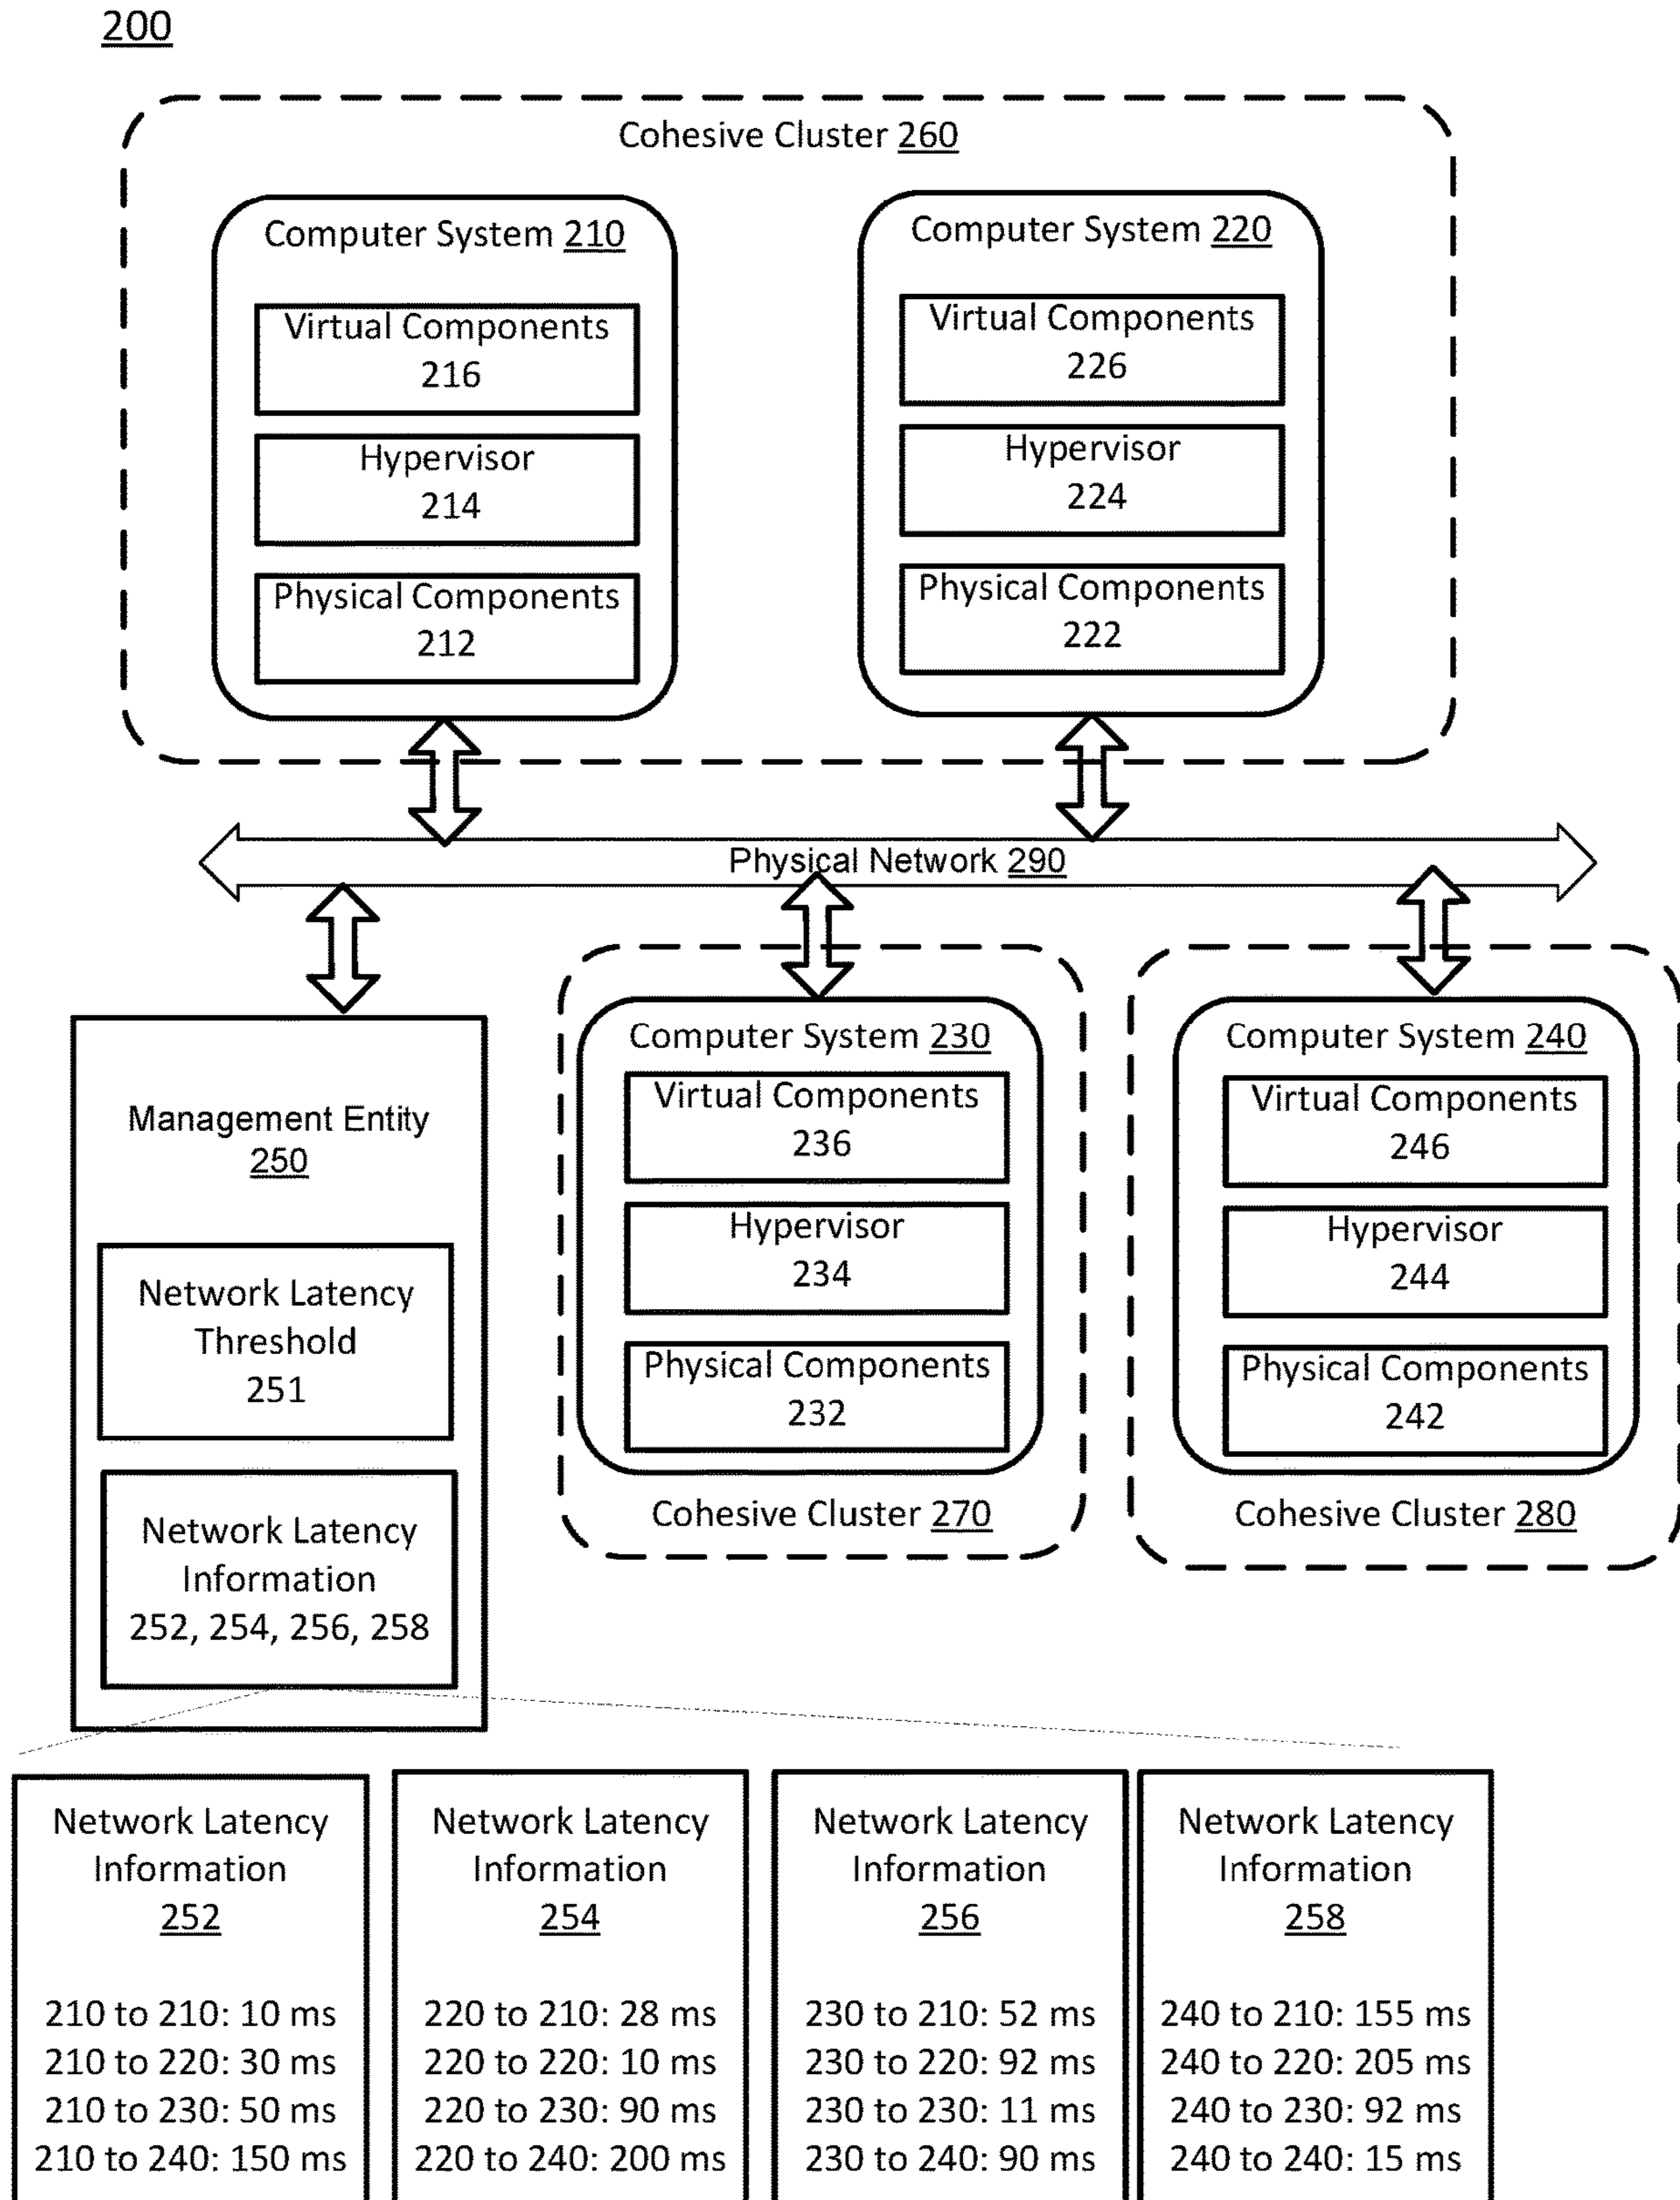 200
Cohesive Cluster 260
Computer System 210
Virtual Components
216
Hypervisor
214
Physical Components
212
Computer System 220
Virtual Components
226
Hypervisor
224
Physical Components
222
Physical Network 290
Management Entity
250
Network Latency
Threshold
251
Network Latency
Information
252, 254, 256, 258
Computer System 230
Virtual Components
236
Hypervisor
234
Physical Components
232
Cohesive Cluster 270
Computer System 240
Virtual Components
246
Hypervisor
244
Physical Components
242
Cohesive Cluster 280
Network Latency
Information
252
210 to 210: 10 ms
210 to 220: 30 ms
210 to 230: 50 ms
210 to 240: 150 ms
Network Latency
Information
254
220 to 210: 28 ms
220 to 220: 10 ms
220 to 230: 90 ms
220 to 240: 200 ms
Network Latency
Information
256
230 to 210: 52 ms
230 to 220: 92 ms
230 to 230: 11 ms
230 to 240: 90 ms
Network Latency
Information
258
240 to 210: 155 ms
240 to 220: 205 ms
240 to 230: 92 ms
240 to 240: 15 ms